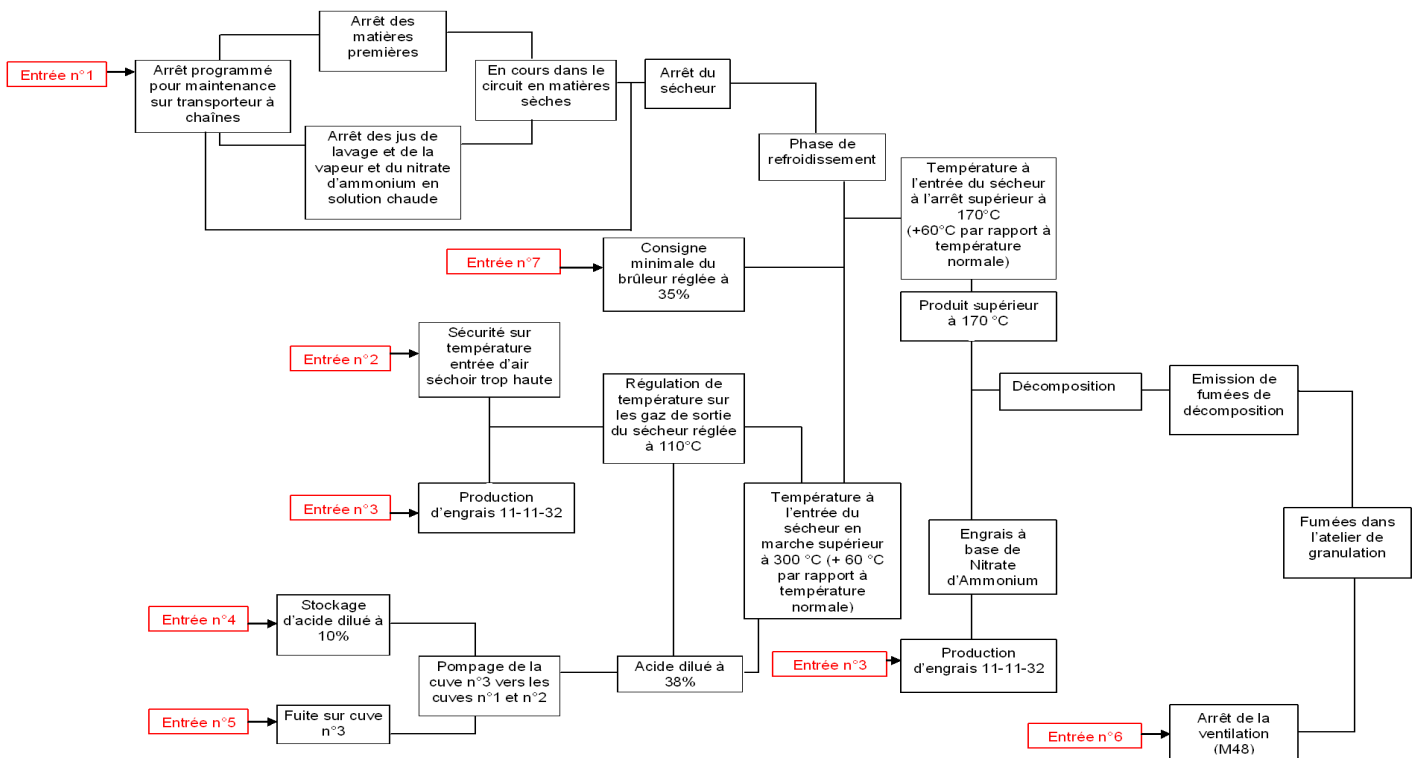 Arrêt des
matières
premières
Entrée n°1
Arrêt programmé
pour maintenance
sur transporteur à
chaînes
En cours dans le
circuit en matières
sèches
Arrêt du
sécheur
Arrêt des jus de
lavage et de la
vapeur et du nitrate
d'ammonium en
solution chaude
Phase de
refroidissement
Température à
l'entrée du sécheur
à l'arrêt supérieur à
170°C
(+60°C par rapport à
température
normale)
Entrée n°7
Consigne
minimale du
brûleur réglée à
35%
Produit supérieur
à 170 °C
Entrée n°2
Sécurité sur
température
entrée d'air
séchoir trop haute
Régulation de
température sur
les gaz de sortie
du sécheur réglée
à 110°C
Décomposition
Emission de
fumées de
décomposition
Entrée n°3
Production
d'engrais 11-11-32
Température à
l'entrée du
sécheur en
marche supérieur
à 300 °C (+ 60 °C
par rapport à
température
normale)
Engrais à
base de
Nitrate
d'Ammonium
Fumées dans
l'atelier de
granulation
Entrée n°4
Stockage
d'acide dilué à
10%
Pompage de la
cuve n°3 vers les
cuves n°1 et n°2
Acide dilué à
38%
Entrée n°3
Production
d'engrais 11-11-32
Entrée n°5
Fuite sur cuve
n°3
Entrée n°6
Arrêt de la
ventilation
(M48)